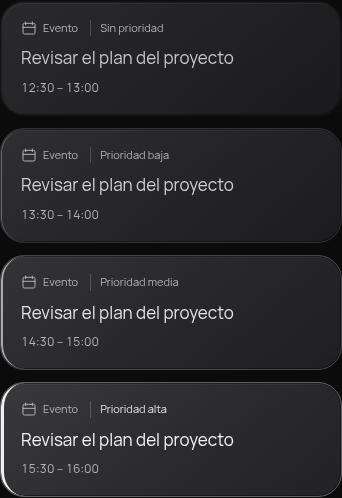 Evento | Sin prioridad
Revisar el plan del proyecto
12:30 – 13:00
Evento | Prioridad baja
Revisar el plan del proyecto
13:30 – 14:00
Evento | Prioridad media
Revisar el plan del proyecto
14:30 – 15:00
Evento | Prioridad alta
Revisar el plan del proyecto
15:30 – 16:00